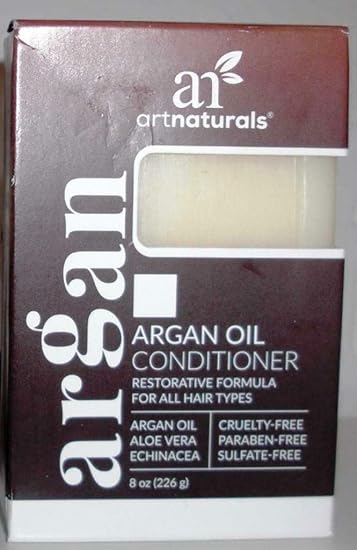 an
artnaturals®
argan
ARGAN OIL
CONDITIONER
RESTORATIVE FORMULA
FOR ALL HAIR TYPES
ARGAN OIL
ALOE VERA
ECHINACEA
CRUELTY-FREE
PARABEN-FREE
SULFATE-FREE
8 oz (226 g)